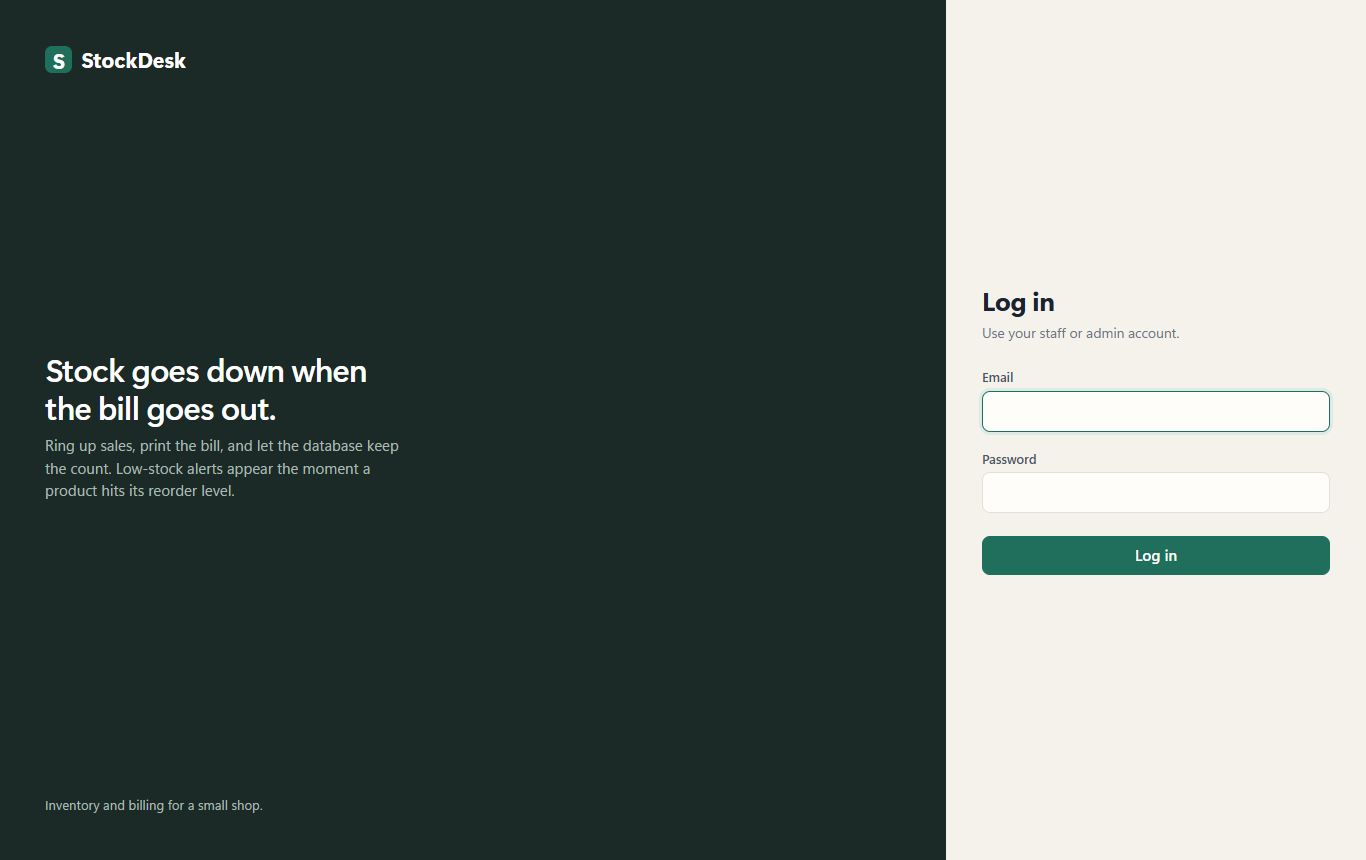 S StockDesk
Stock goes down when
the bill goes out.
Ring up sales, print the bill, and let the database keep
the count. Low-stock alerts appear the moment a
product hits its reorder level.
Inventory and billing for a small shop.
Log in
Use your staff or admin account.
Email
Password
Log in